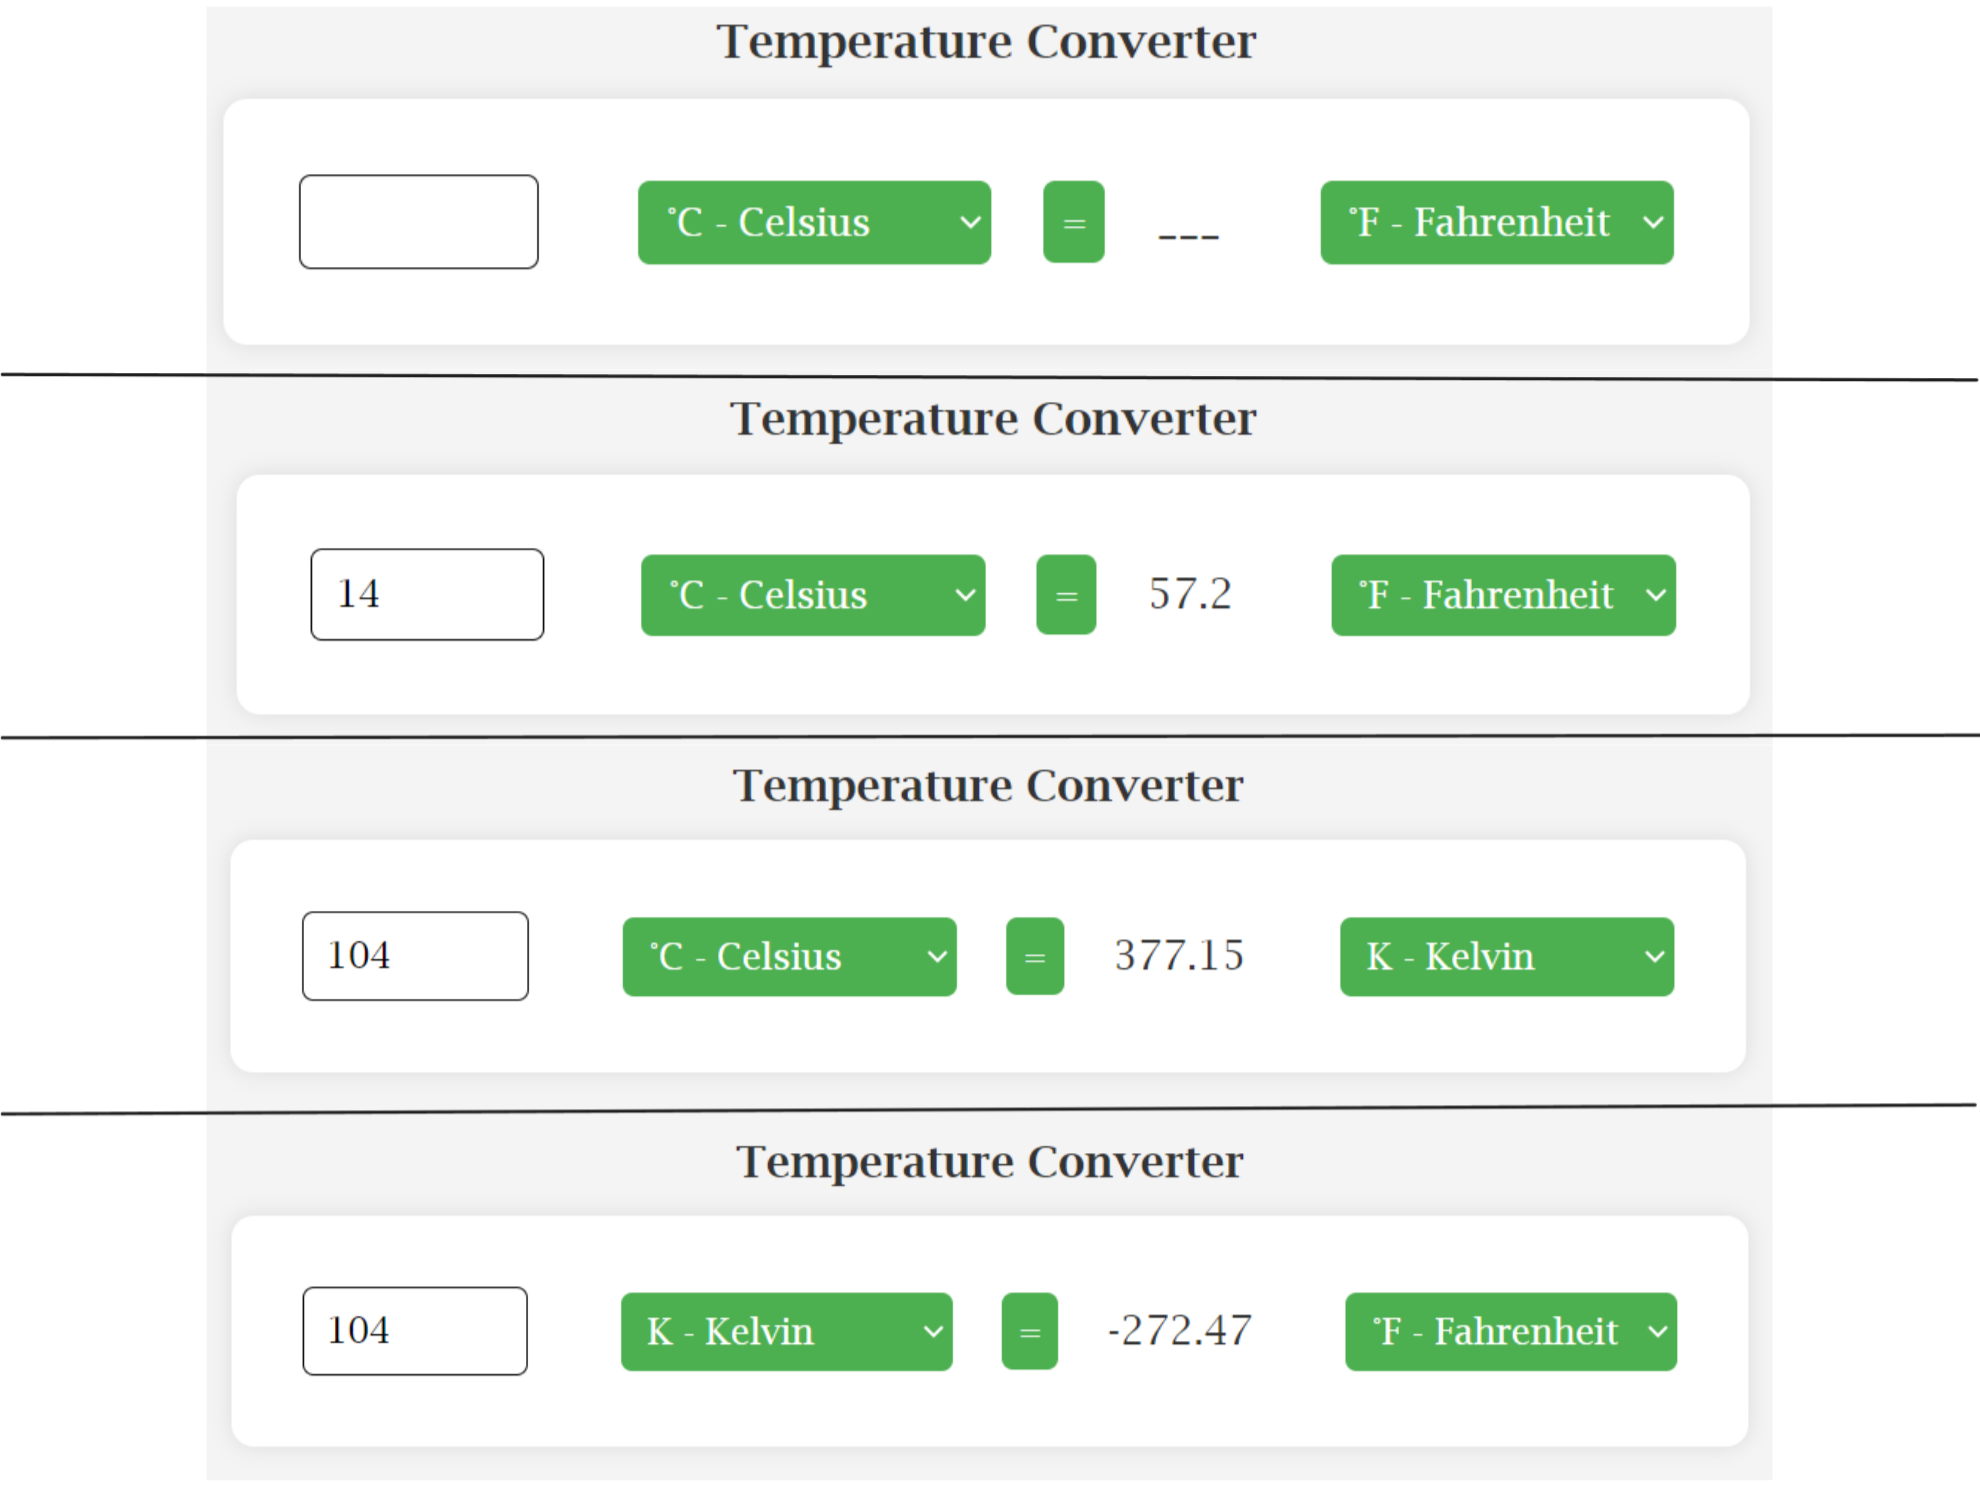 Temperature Converter
°C - Celsius = --- °F - Fahrenheit
Temperature Converter
14 °C - Celsius = 57.2 °F - Fahrenheit
Temperature Converter
104 °C - Celsius = 377.15 K - Kelvin
Temperature Converter
104 K - Kelvin = -272.47 °F - Fahrenheit